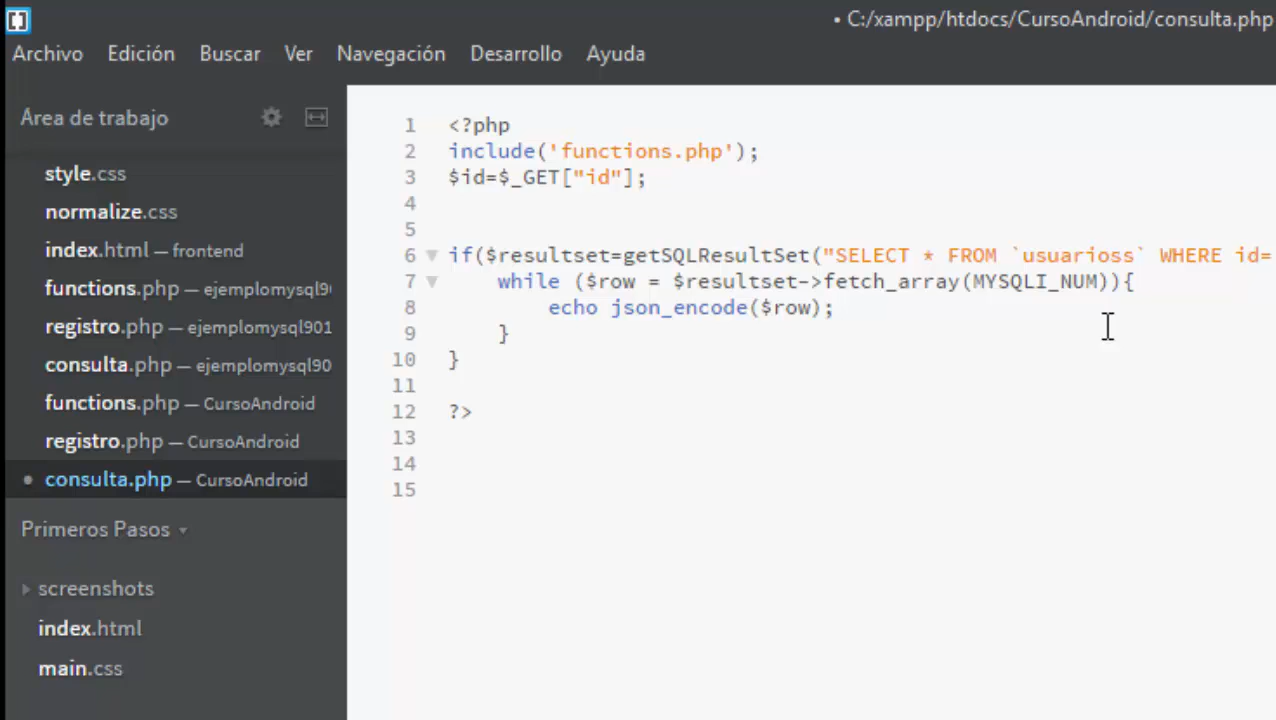 • C:/xampp/htdocs/CursoAndroid/consulta.php
Archivo Edición Buscar Ver Navegación Desarrollo Ayuda
Área de trabajo
style.css
normalize.css
index.html — frontend
functions.php — ejemplomysql9
registro.php — ejemplomysql901
consulta.php — ejemplomysql90
functions.php — CursoAndroid
registro.php — CursoAndroid
• consulta.php — CursoAndroid
Primeros Pasos
screenshots
index.html
main.css
1 <?php
2 include('functions.php');
3 $id=$_GET["id"];
4
5
6 if($resultset=getSQLResultSet("SELECT * FROM `usuarioss` WHERE id=
7 while ($row = $resultset->fetch_array(MYSQLI_NUM)){
8 echo json_encode($row);
9 }
10 }
11
12 ?>
13
14
15